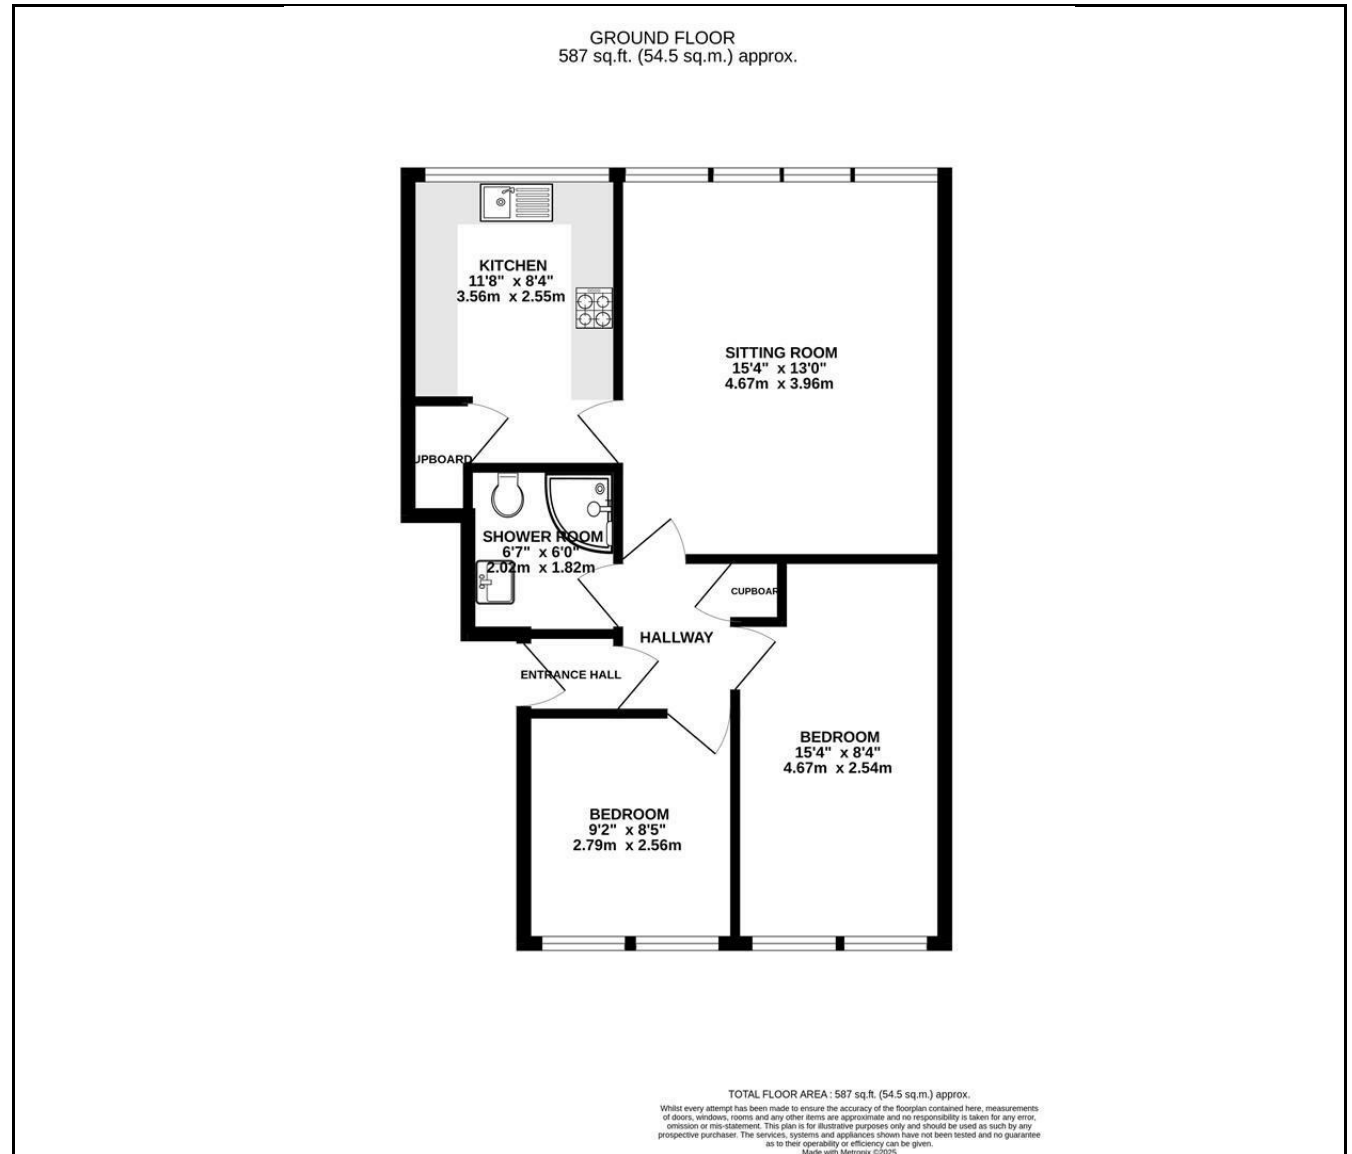 GROUND FLOOR
587 sq.ft. (54.5 sq.m.) approx.
KITCHEN
11'8" x 8'4"
3.56m x 2.55m
SITTING ROOM
15'4" x 13'0"
4.67m x 3.96m
UPBOARD
SHOWER ROOM
6'7" x 6'0"
2.02m x 1.82m
CUPBOAR
HALLWAY
ENTRANCE HALL
BEDROOM
15'4" x 8'4"
4.67m x 2.54m
BEDROOM
9'2" x 8'5"
2.79m x 2.56m
TOTAL FLOOR AREA : 587 sq.ft. (54.5 sq.m.) approx.
Whilst every attempt has been made to ensure the accuracy of the floorplan contained here, measurements
of doors, windows, rooms and any other items are approximate and no responsibility is taken for any error,
omission or mis-statement. This plan is for illustrative purposes only and should be used as such by any
prospective purchaser. The services, systems and appliances shown have not been tested and no guarantee
as to their operability or efficiency can be given.
Made with Metropix ©2025